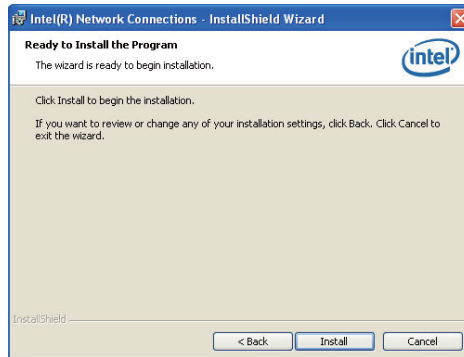 Intel(R) Network Connections - InstallShield Wizard
Ready to Install the Program
The wizard is ready to begin installation.
intel
Click Install to begin the installation.
If you want to review or change any of your installation settings, click Back. Click Cancel to
exit the wizard.
InstallShield
< Back
Install
Cancel